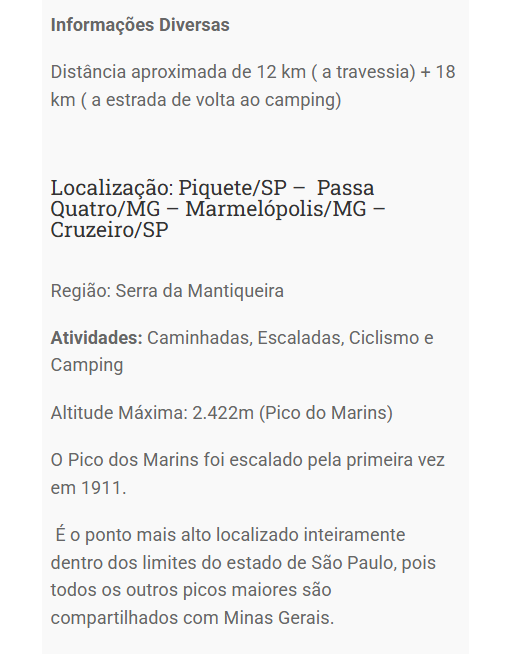 Informações Diversas
Distância aproximada de 12 km ( a travessia) + 18
km ( a estrada de volta ao camping)
Localização: Piquete/SP –  Passa
Quatro/MG – Marmelópolis/MG –
Cruzeiro/SP
Região: Serra da Mantiqueira
Atividades: Caminhadas, Escaladas, Ciclismo e
Camping
Altitude Máxima: 2.422m (Pico do Marins)
O Pico dos Marins foi escalado pela primeira vez
em 1911.
É o ponto mais alto localizado inteiramente
dentro dos limites do estado de São Paulo, pois
todos os outros picos maiores são
compartilhados com Minas Gerais.